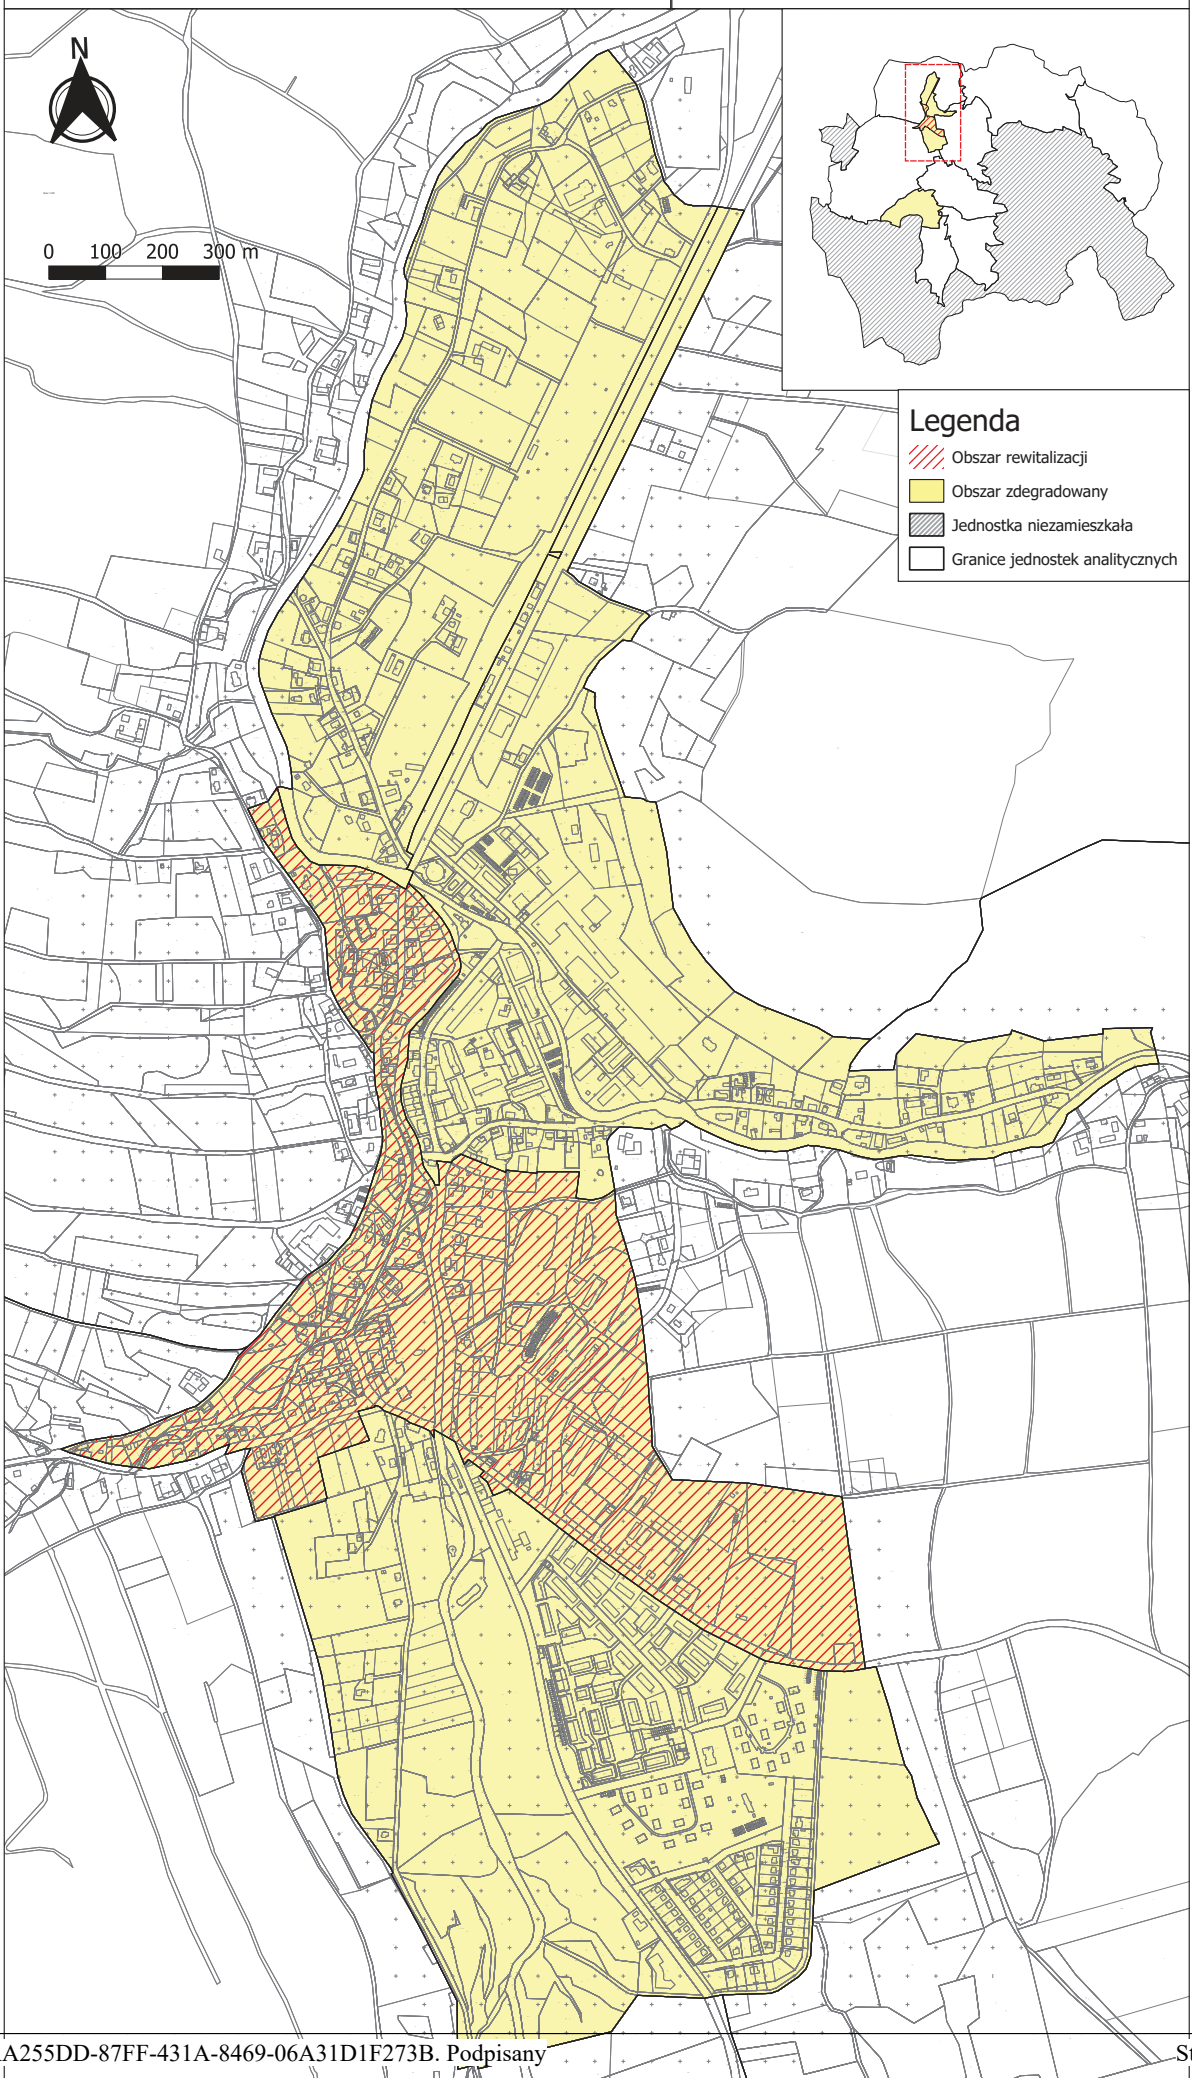 N
0 100 200 300 m
Legenda
Obszar rewitalizacji
Obszar zdegradowany
Jednostka niezamieszkała
Granice jednostek analitycznych
A255DD-87FF-431A-8469-06A31D1F273B. Podpisany
St